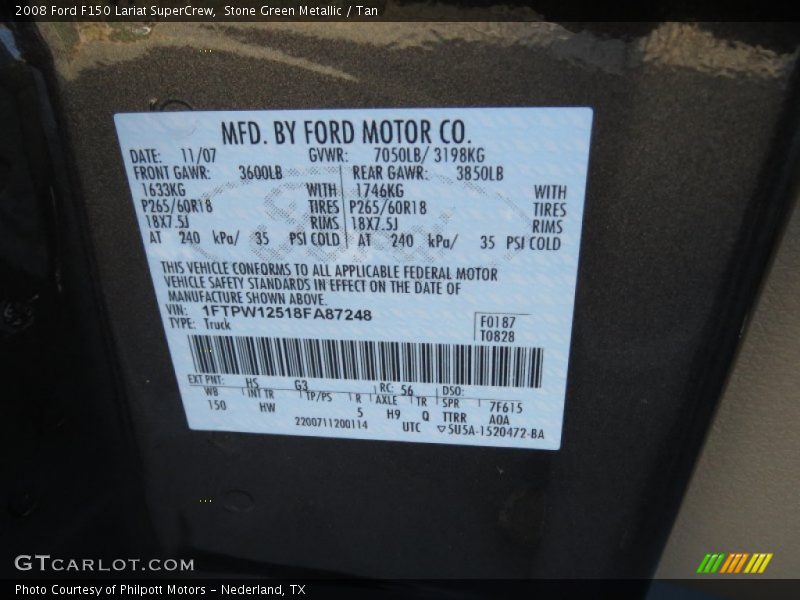 2008 Ford F150 Lariat SuperCrew, Stone Green Metallic / Tan
MFD. BY FORD MOTOR CO.
DATE: 11/07 GVWR: 7050LB/ 3198KG
FRONT GAWR: 3600LB REAR GAWR: 3850LB
1633KG WITH 1746KG WITH
P265/60R18 TIRES P265/60R18 TIRES
18X7.5J RIMS 18X7.5J RIMS
AT 240 kPa/ 35 PSI COLD AT 240 kPa/ 35 PSI COLD
THIS VEHICLE CONFORMS TO ALL APPLICABLE FEDERAL MOTOR
VEHICLE SAFETY STANDARDS IN EFFECT ON THE DATE OF
MANUFACTURE SHOWN ABOVE.
VIN: 1FTPW12518FA87248
TYPE: Truck
F0187
T0828
EXT PNT: HS G3 RC: 56 DSO:
WB INT TR TP/PS R AXLE TR SPR 7F615
150 HW 5 H9 Q TTRR A0A
2200711200114 UTC ▽5U5A-1520472-BA
GTCARLOT.COM
Photo Courtesy of Philpott Motors - Nederland, TX